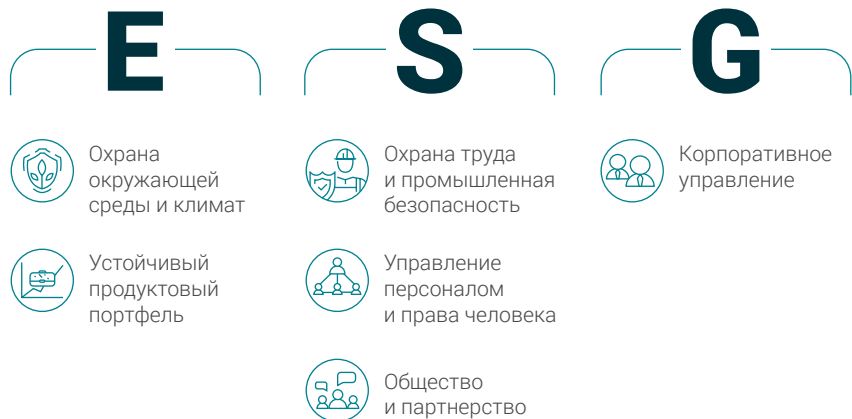 E
Охрана
окружающей
среды и климат
Устойчивый
продуктовый
портфель
S
Охрана труда
и промышленная
безопасность
Управление
персоналом
и права человека
Общество
и партнерство
G
Корпоративное
управление